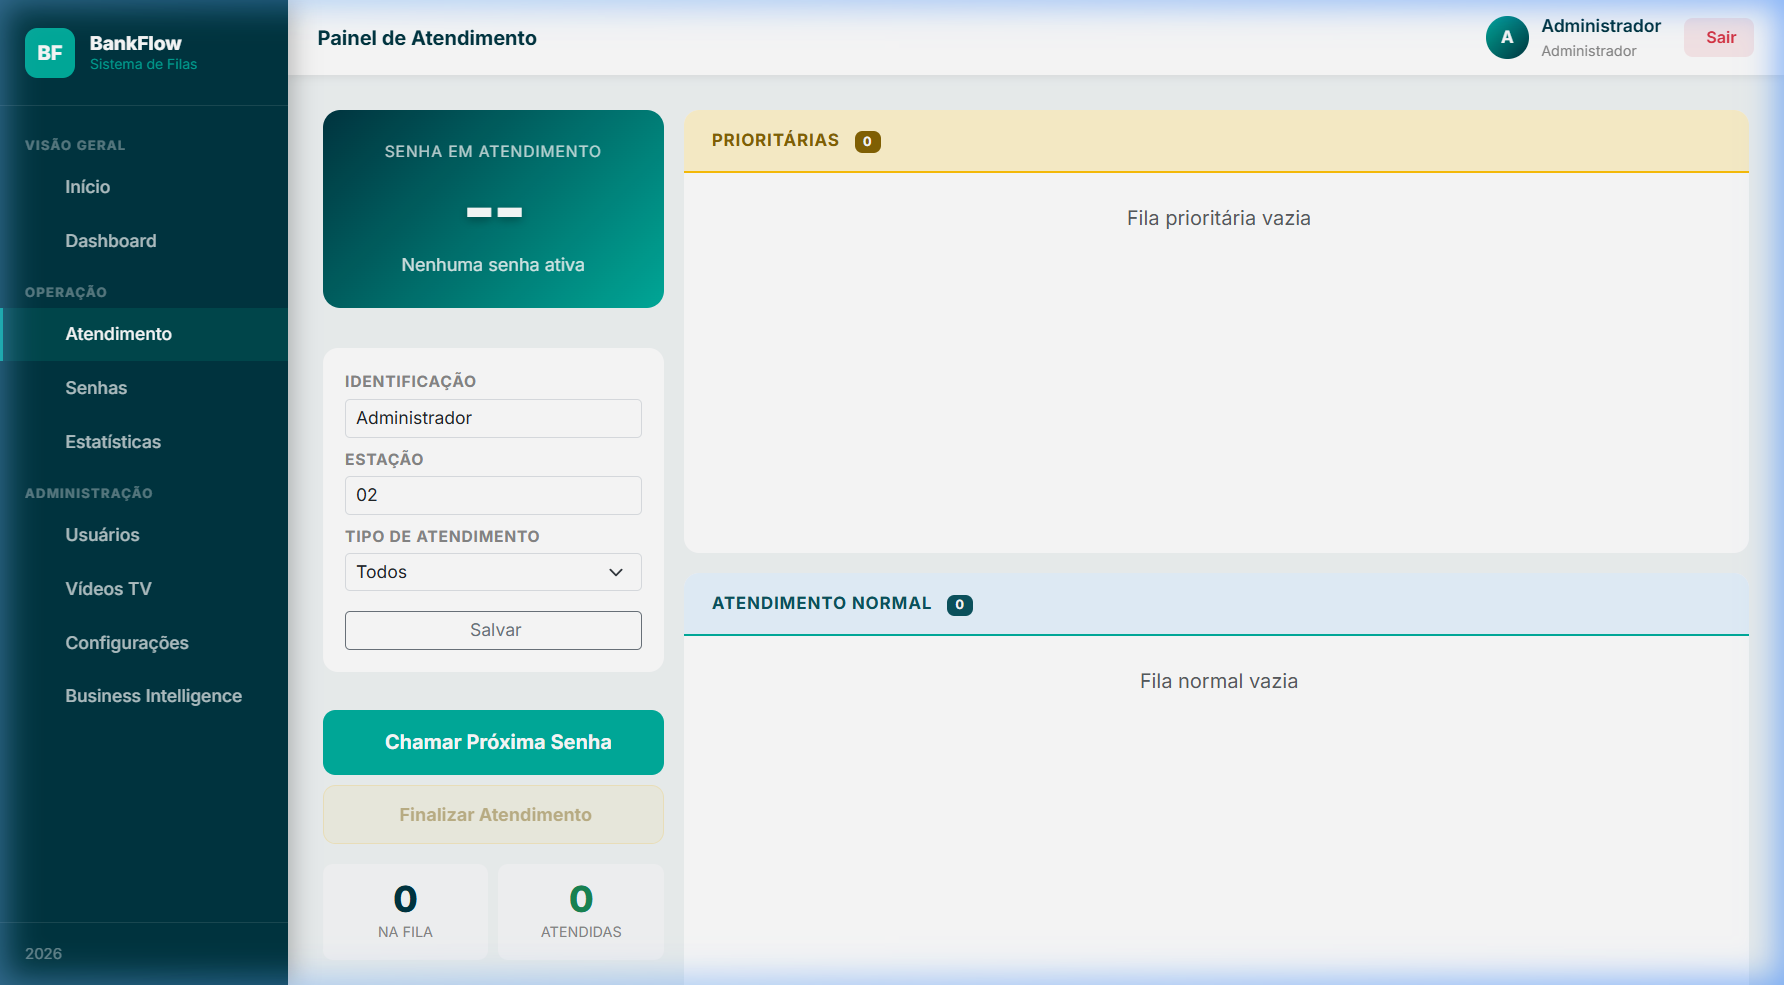 BF
BankFlow
Sistema de Filas
VISÃO GERAL
Início
Dashboard
OPERAÇÃO
Atendimento
Senhas
Estatísticas
ADMINISTRAÇÃO
Usuários
Vídeos TV
Configurações
Business Intelligence
2026
Painel de Atendimento
A
Administrador
Administrador
Sair
SENHA EM ATENDIMENTO
--
Nenhuma senha ativa
IDENTIFICAÇÃO
Administrador
ESTAÇÃO
02
TIPO DE ATENDIMENTO
Todos
Salvar
Chamar Próxima Senha
Finalizar Atendimento
0
NA FILA
0
ATENDIDAS
PRIORITÁRIAS 0
Fila prioritária vazia
ATENDIMENTO NORMAL 0
Fila normal vazia